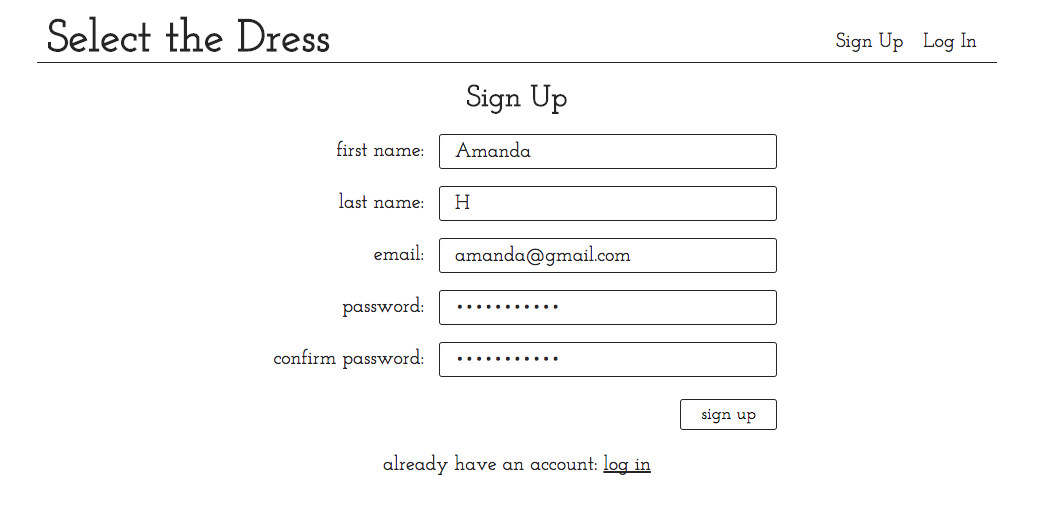 Select the Dress
Sign Up Log In
Sign Up
first name: Amanda
last name: H
email: amanda@gmail.com
password: •••••••••••
confirm password: •••••••••••
sign up
already have an account: log in